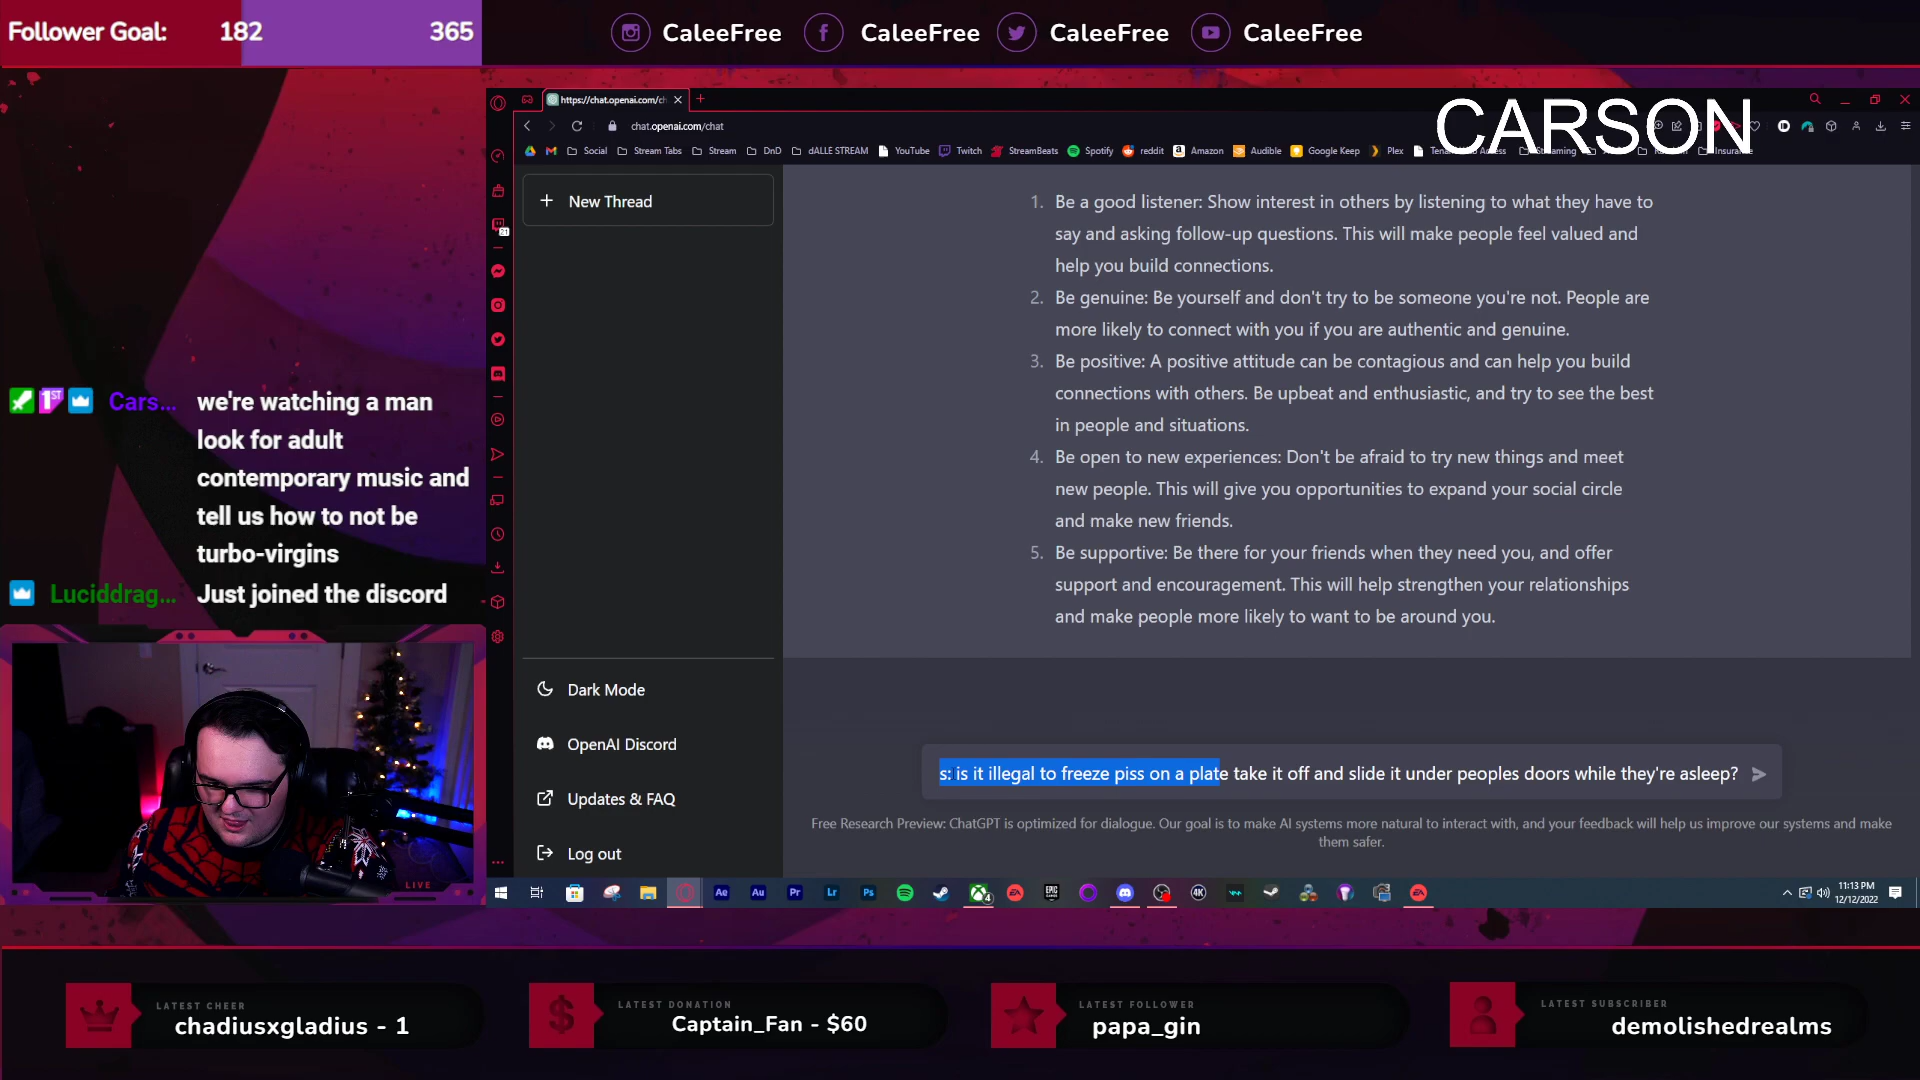 Follower Goal: 182 365
CaleeFree CaleeFree CaleeFree CaleeFree
https://chat.openai.com/ch
CARSON
chat.openai.com/chat
Social Stream Tabs Stream DnD dALLE STREAM YouTube Twitch StreamBeats Spotify reddit Amazon Audible Google Keep Plex
New Thread
1. Be a good listener: Show interest in others by listening to what they have to
say and asking follow-up questions. This will make people feel valued and
help you build connections.
2. Be genuine: Be yourself and don't try to be someone you're not. People are
more likely to connect with you if you are authentic and genuine.
3. Be positive: A positive attitude can be contagious and can help you build
connections with others. Be upbeat and enthusiastic, and try to see the best
in people and situations.
4. Be open to new experiences: Don't be afraid to try new things and meet
new people. This will give you opportunities to expand your social circle
and make new friends.
5. Be supportive: Be there for your friends when they need you, and offer
support and encouragement. This will help strengthen your relationships
and make people more likely to want to be around you.
Cars... we're watching a man
look for adult
contemporary music and
tell us how to not be
turbo-virgins
Luciddrag... Just joined the discord
LIVE
Dark Mode
OpenAI Discord
Updates & FAQ
Log out
s: is it illegal to freeze piss on a plate take it off and slide it under peoples doors while they're asleep?
Free Research Preview: ChatGPT is optimized for dialogue. Our goal is to make AI systems more natural to interact with, and your feedback will help us improve our systems and make
them safer.
Ae Au Pr Lr Ps
11:13 PM
12/12/2022
LATEST CHEER
chadiusxgladius - 1
LATEST DONATION
Captain_Fan - $60
LATEST FOLLOWER
papa_gin
LATEST SUBSCRIBER
demolishedrealms